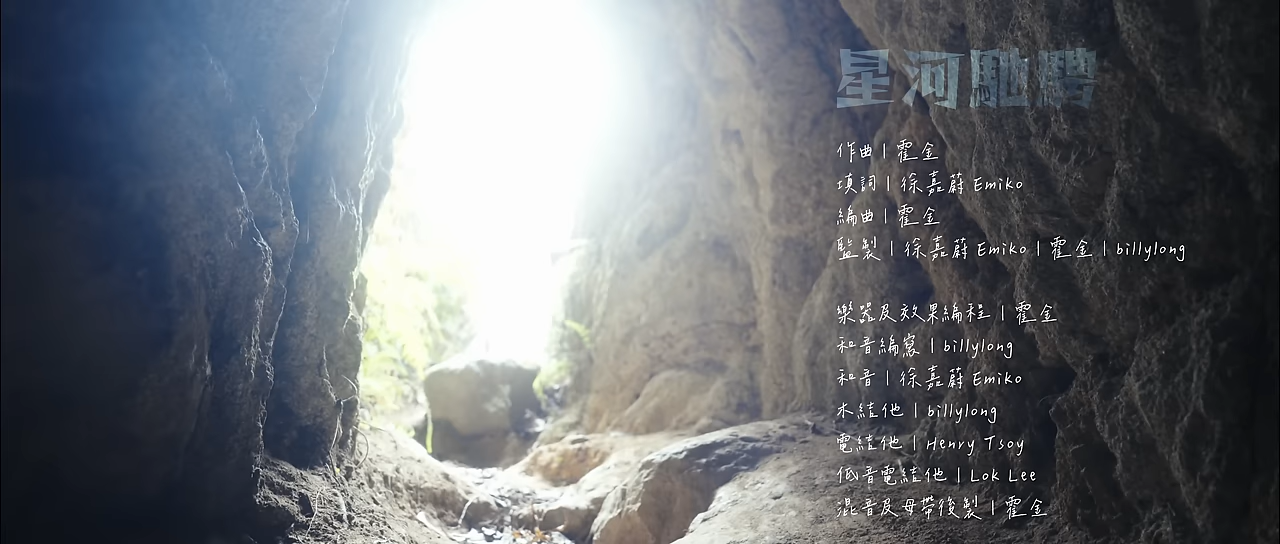 星河馳騁
作曲 | 霍金
填詞 | 徐嘉蔚 Emiko
編曲 | 霍金
監製 | 徐嘉蔚 Emiko | 霍金 | billylong
樂器及效果編程 | 霍金
和音編寫 | billylong
和音 | 徐嘉蔚 Emiko
木結他 | billylong
電結他 | Henry Tsoy
低音電結他 | Lok Lee
混音及母帶後製 | 霍金